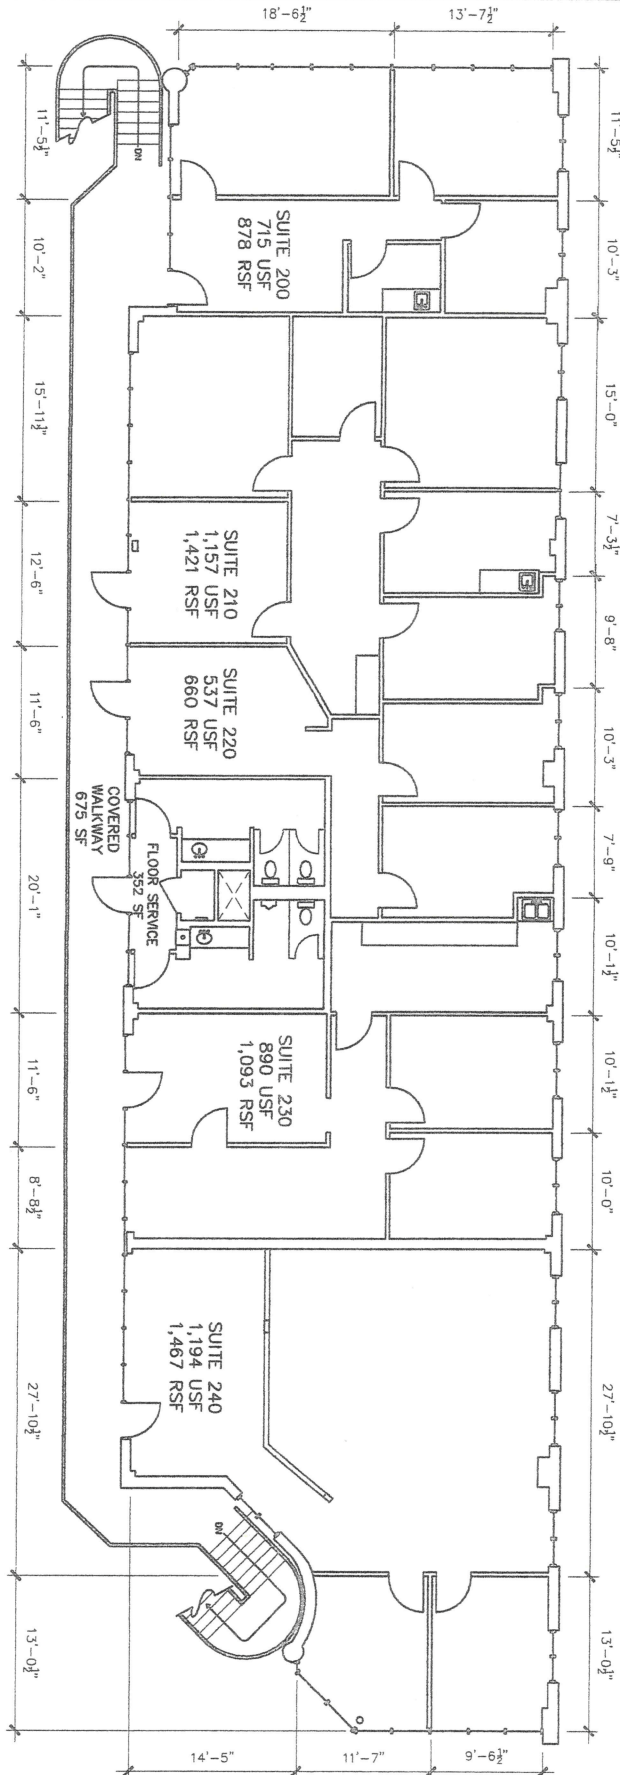 18'-6½"
13'-7½"
11'-5½"
10'-2"
15'-11½"
12'-6"
11'-6"
20'-1"
11'-6"
8'-8½"
27'-10½"
13'-0½"
11'-5½"
10'-3"
15'-0"
7'-3½"
9'-8"
10'-3"
7'-9"
10'-1½"
10'-1½"
10'-0"
27'-10½"
13'-0½"
DN
SUITE 200
715 USF
878 RSF
SUITE 210
1,157 USF
1,421 RSF
SUITE 220
537 USF
660 RSF
COVERED
WALKWAY
675 SF
FLOOR SERVICE
352 SF
SUITE 230
890 USF
1,093 RSF
SUITE 240
1,194 USF
1,467 RSF
DN
14'-5"
11'-7"
9'-6½"